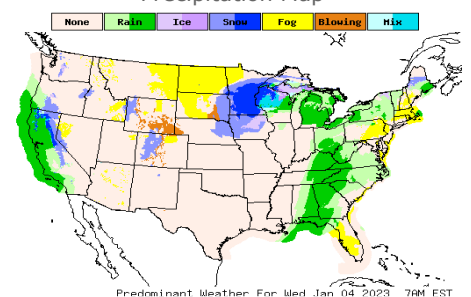 Precipitation Map
None Rain Ice Snow Fog Blowing Mix
Predominant Weather For Wed Jan 04 2023 7AM EST